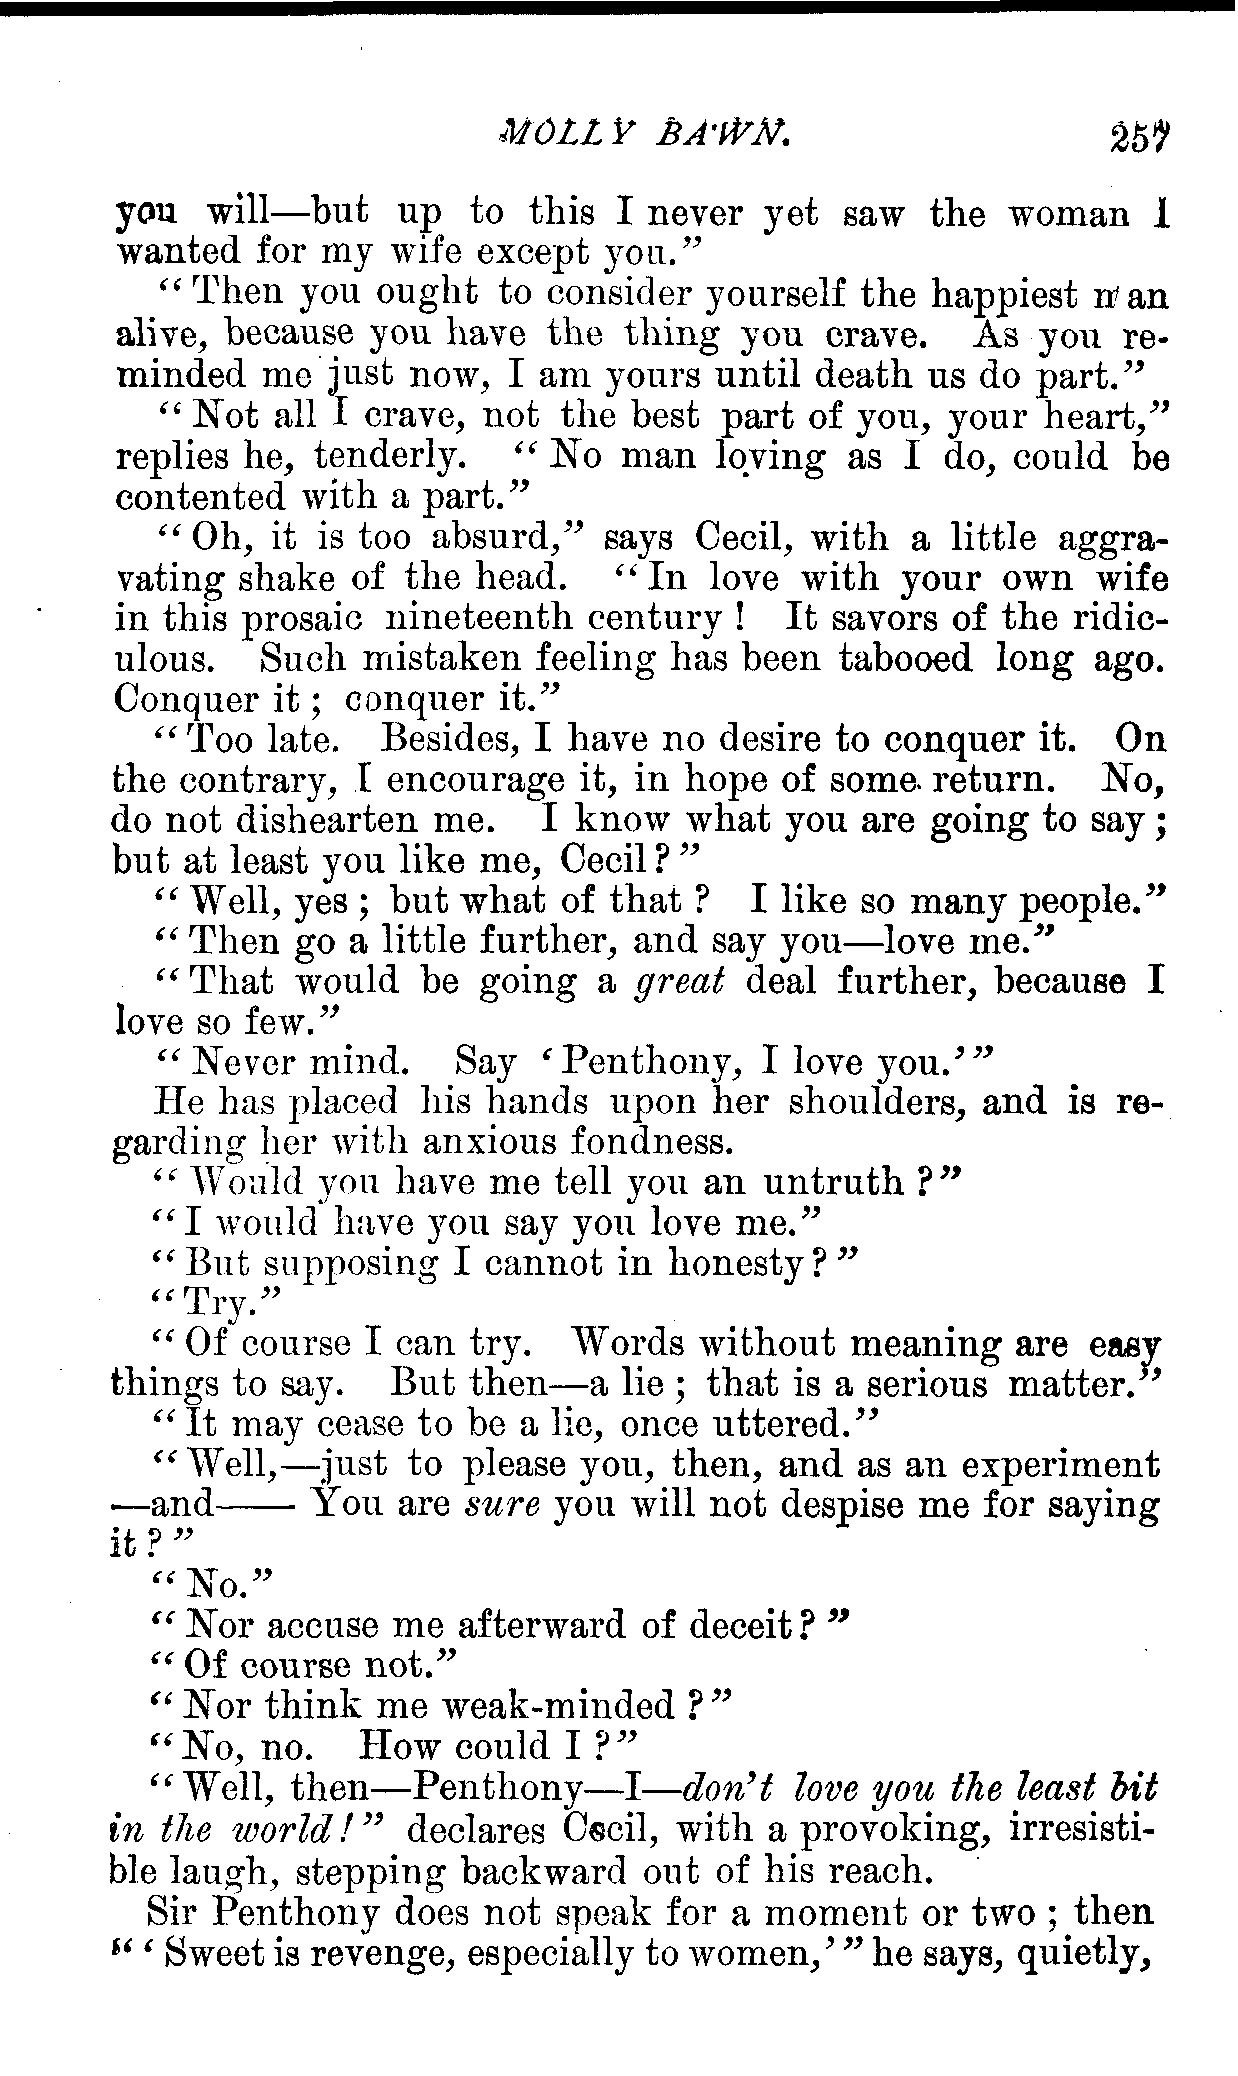 MOLLY BAWN. 257
you will—but up to this I never yet saw the woman I
wanted for my wife except you."
"Then you ought to consider yourself the happiest man
alive, because you have the thing you crave. As you re-
minded me just now, I am yours until death us do part."
"Not all I crave, not the best part of you, your heart,"
replies he, tenderly. "No man loving as I do, could be
contented with a part."
"Oh, it is too absurd," says Cecil, with a little aggra-
vating shake of the head. "In love with your own wife
in this prosaic nineteenth century! It savors of the ridic-
ulous. Such mistaken feeling has been tabooed long ago.
Conquer it; conquer it."
"Too late. Besides, I have no desire to conquer it. On
the contrary, I encourage it, in hope of some return. No,
do not dishearten me. I know what you are going to say;
but at least you like me, Cecil?"
"Well, yes; but what of that? I like so many people."
"Then go a little further, and say you—love me."
"That would be going a great deal further, because I
love so few."
"Never mind. Say 'Penthony, I love you.'"
He has placed his hands upon her shoulders, and is re-
garding her with anxious fondness.
"Would you have me tell you an untruth?"
"I would have you say you love me."
"But supposing I cannot in honesty?"
"Try."
"Of course I can try. Words without meaning are easy
things to say. But then—a lie; that is a serious matter."
"It may cease to be a lie, once uttered."
"Well,—just to please you, then, and as an experiment
—and—— You are sure you will not despise me for saying
it?"
"No."
"Nor accuse me afterward of deceit?"
"Of course not."
"Nor think me weak-minded?"
"No, no. How could I?"
"Well, then—Penthony—I—don't love you the least bit
in the world!" declares Cecil, with a provoking, irresisti-
ble laugh, stepping backward out of his reach.
Sir Penthony does not speak for a moment or two; then
"'Sweet is revenge, especially to women,'" he says, quietly,